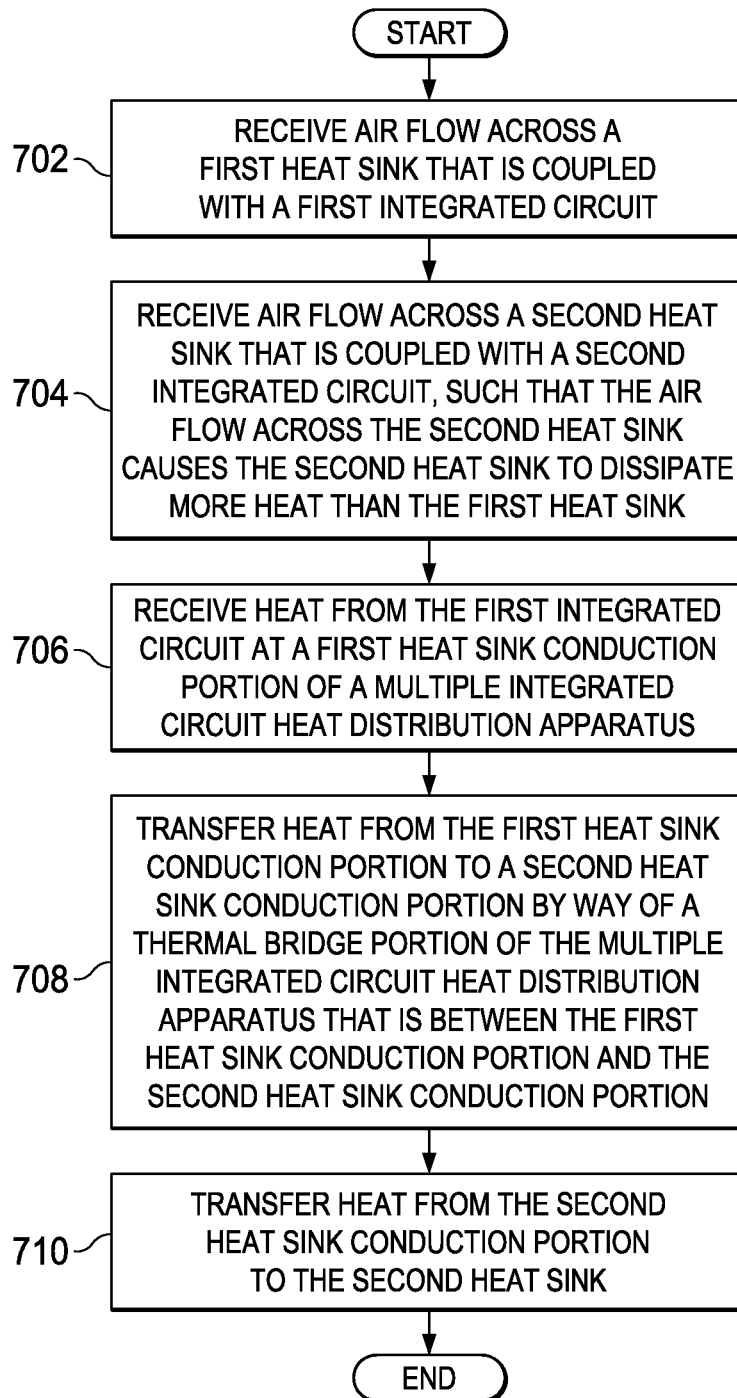 START
702
RECEIVE AIR FLOW ACROSS A
FIRST HEAT SINK THAT IS COUPLED
WITH A FIRST INTEGRATED CIRCUIT
704
RECEIVE AIR FLOW ACROSS A SECOND HEAT
SINK THAT IS COUPLED WITH A SECOND
INTEGRATED CIRCUIT, SUCH THAT THE AIR
FLOW ACROSS THE SECOND HEAT SINK
CAUSES THE SECOND HEAT SINK TO DISSIPATE
MORE HEAT THAN THE FIRST HEAT SINK
706
RECEIVE HEAT FROM THE FIRST INTEGRATED
CIRCUIT AT A FIRST HEAT SINK CONDUCTION
PORTION OF A MULTIPLE INTEGRATED
CIRCUIT HEAT DISTRIBUTION APPARATUS
708
TRANSFER HEAT FROM THE FIRST HEAT SINK
CONDUCTION PORTION TO A SECOND HEAT
SINK CONDUCTION PORTION BY WAY OF A
THERMAL BRIDGE PORTION OF THE MULTIPLE
INTEGRATED CIRCUIT HEAT DISTRIBUTION
APPARATUS THAT IS BETWEEN THE FIRST
HEAT SINK CONDUCTION PORTION AND THE
SECOND HEAT SINK CONDUCTION PORTION
710
TRANSFER HEAT FROM THE SECOND
HEAT SINK CONDUCTION PORTION
TO THE SECOND HEAT SINK
END